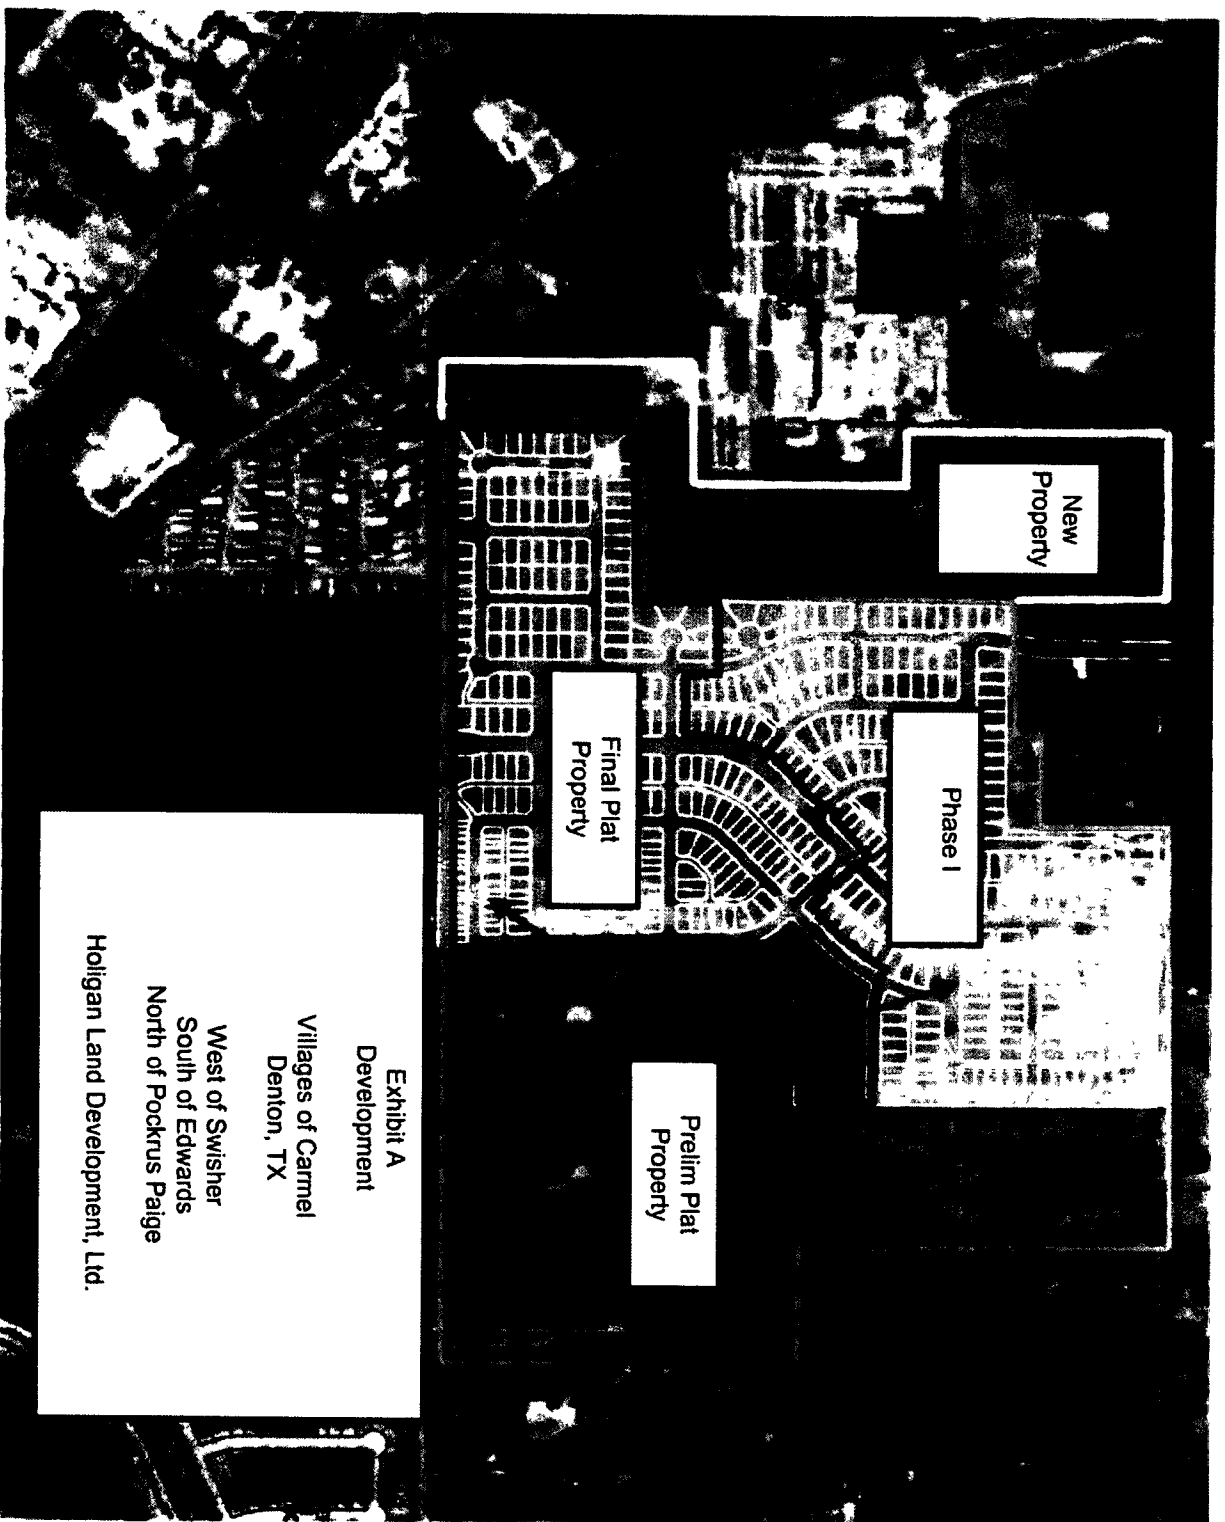 New
Property
Phase I
Final Plat
Property
Prelim Plat
Property
Exhibit A
Development
Villages of Carmel
Denton, TX
West of Swisher
South of Edwards
North of Pockrus Paige
Holigan Land Development, Ltd.